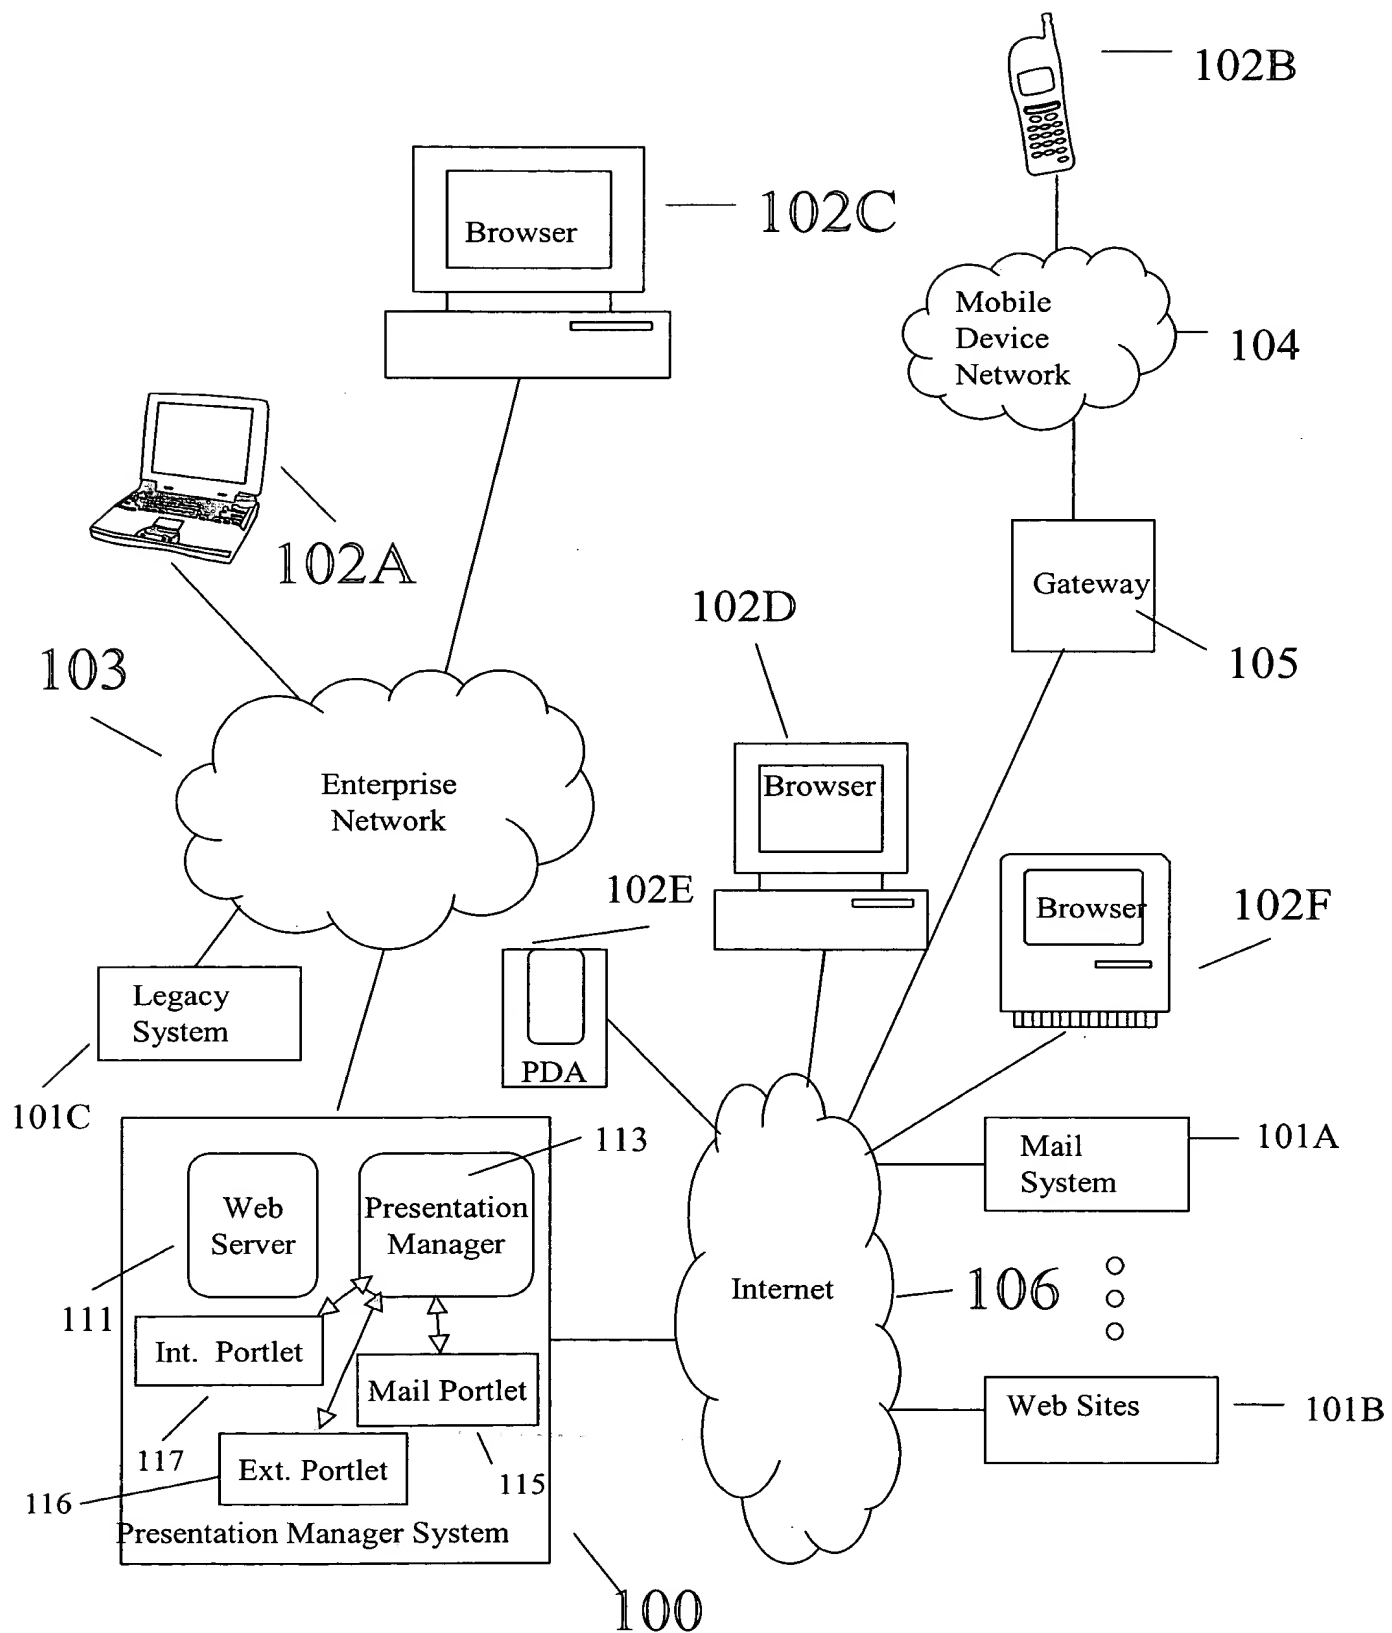 102B
102C
Browser
Mobile
Device
Network
104
102A
Gateway
105
102D
103
Enterprise
Network
Browser
102E
Browser
102F
Legacy
System
PDA
101C
113
Mail
System
101A
Web
Server
Presentation
Manager
Internet
106
111
Int. Portlet
Mail Portlet
Web Sites
101B
117
115
Ext. Portlet
116
Presentation Manager System
100